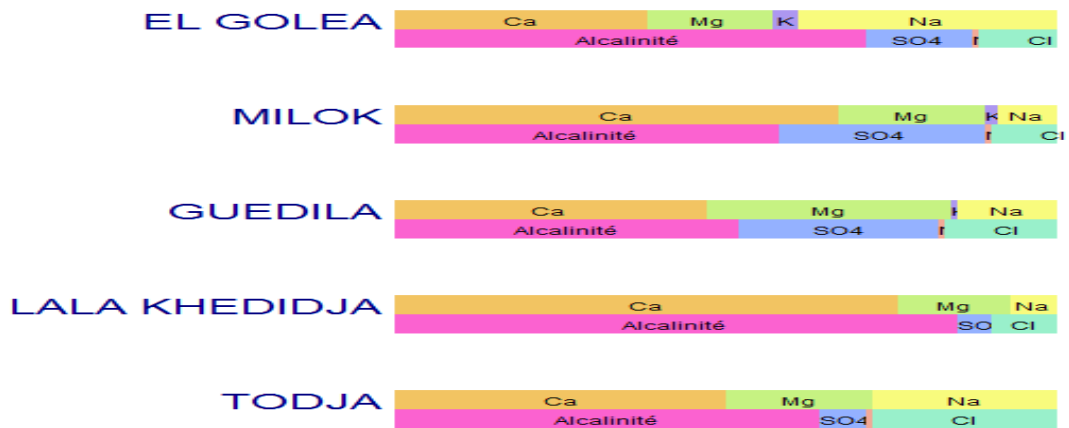 EL GOLEA
Ca Mg K Na
Alcalinité SO4 Cl
MILOK
Ca Mg K Na
Alcalinité SO4 Cl
GUEDILA
Ca Mg Na
Alcalinité SO4 Cl
LALA KHEDIDJA
Ca Mg Na
Alcalinité SO Cl
TODJA
Ca Mg Na
Alcalinité SO4 Cl